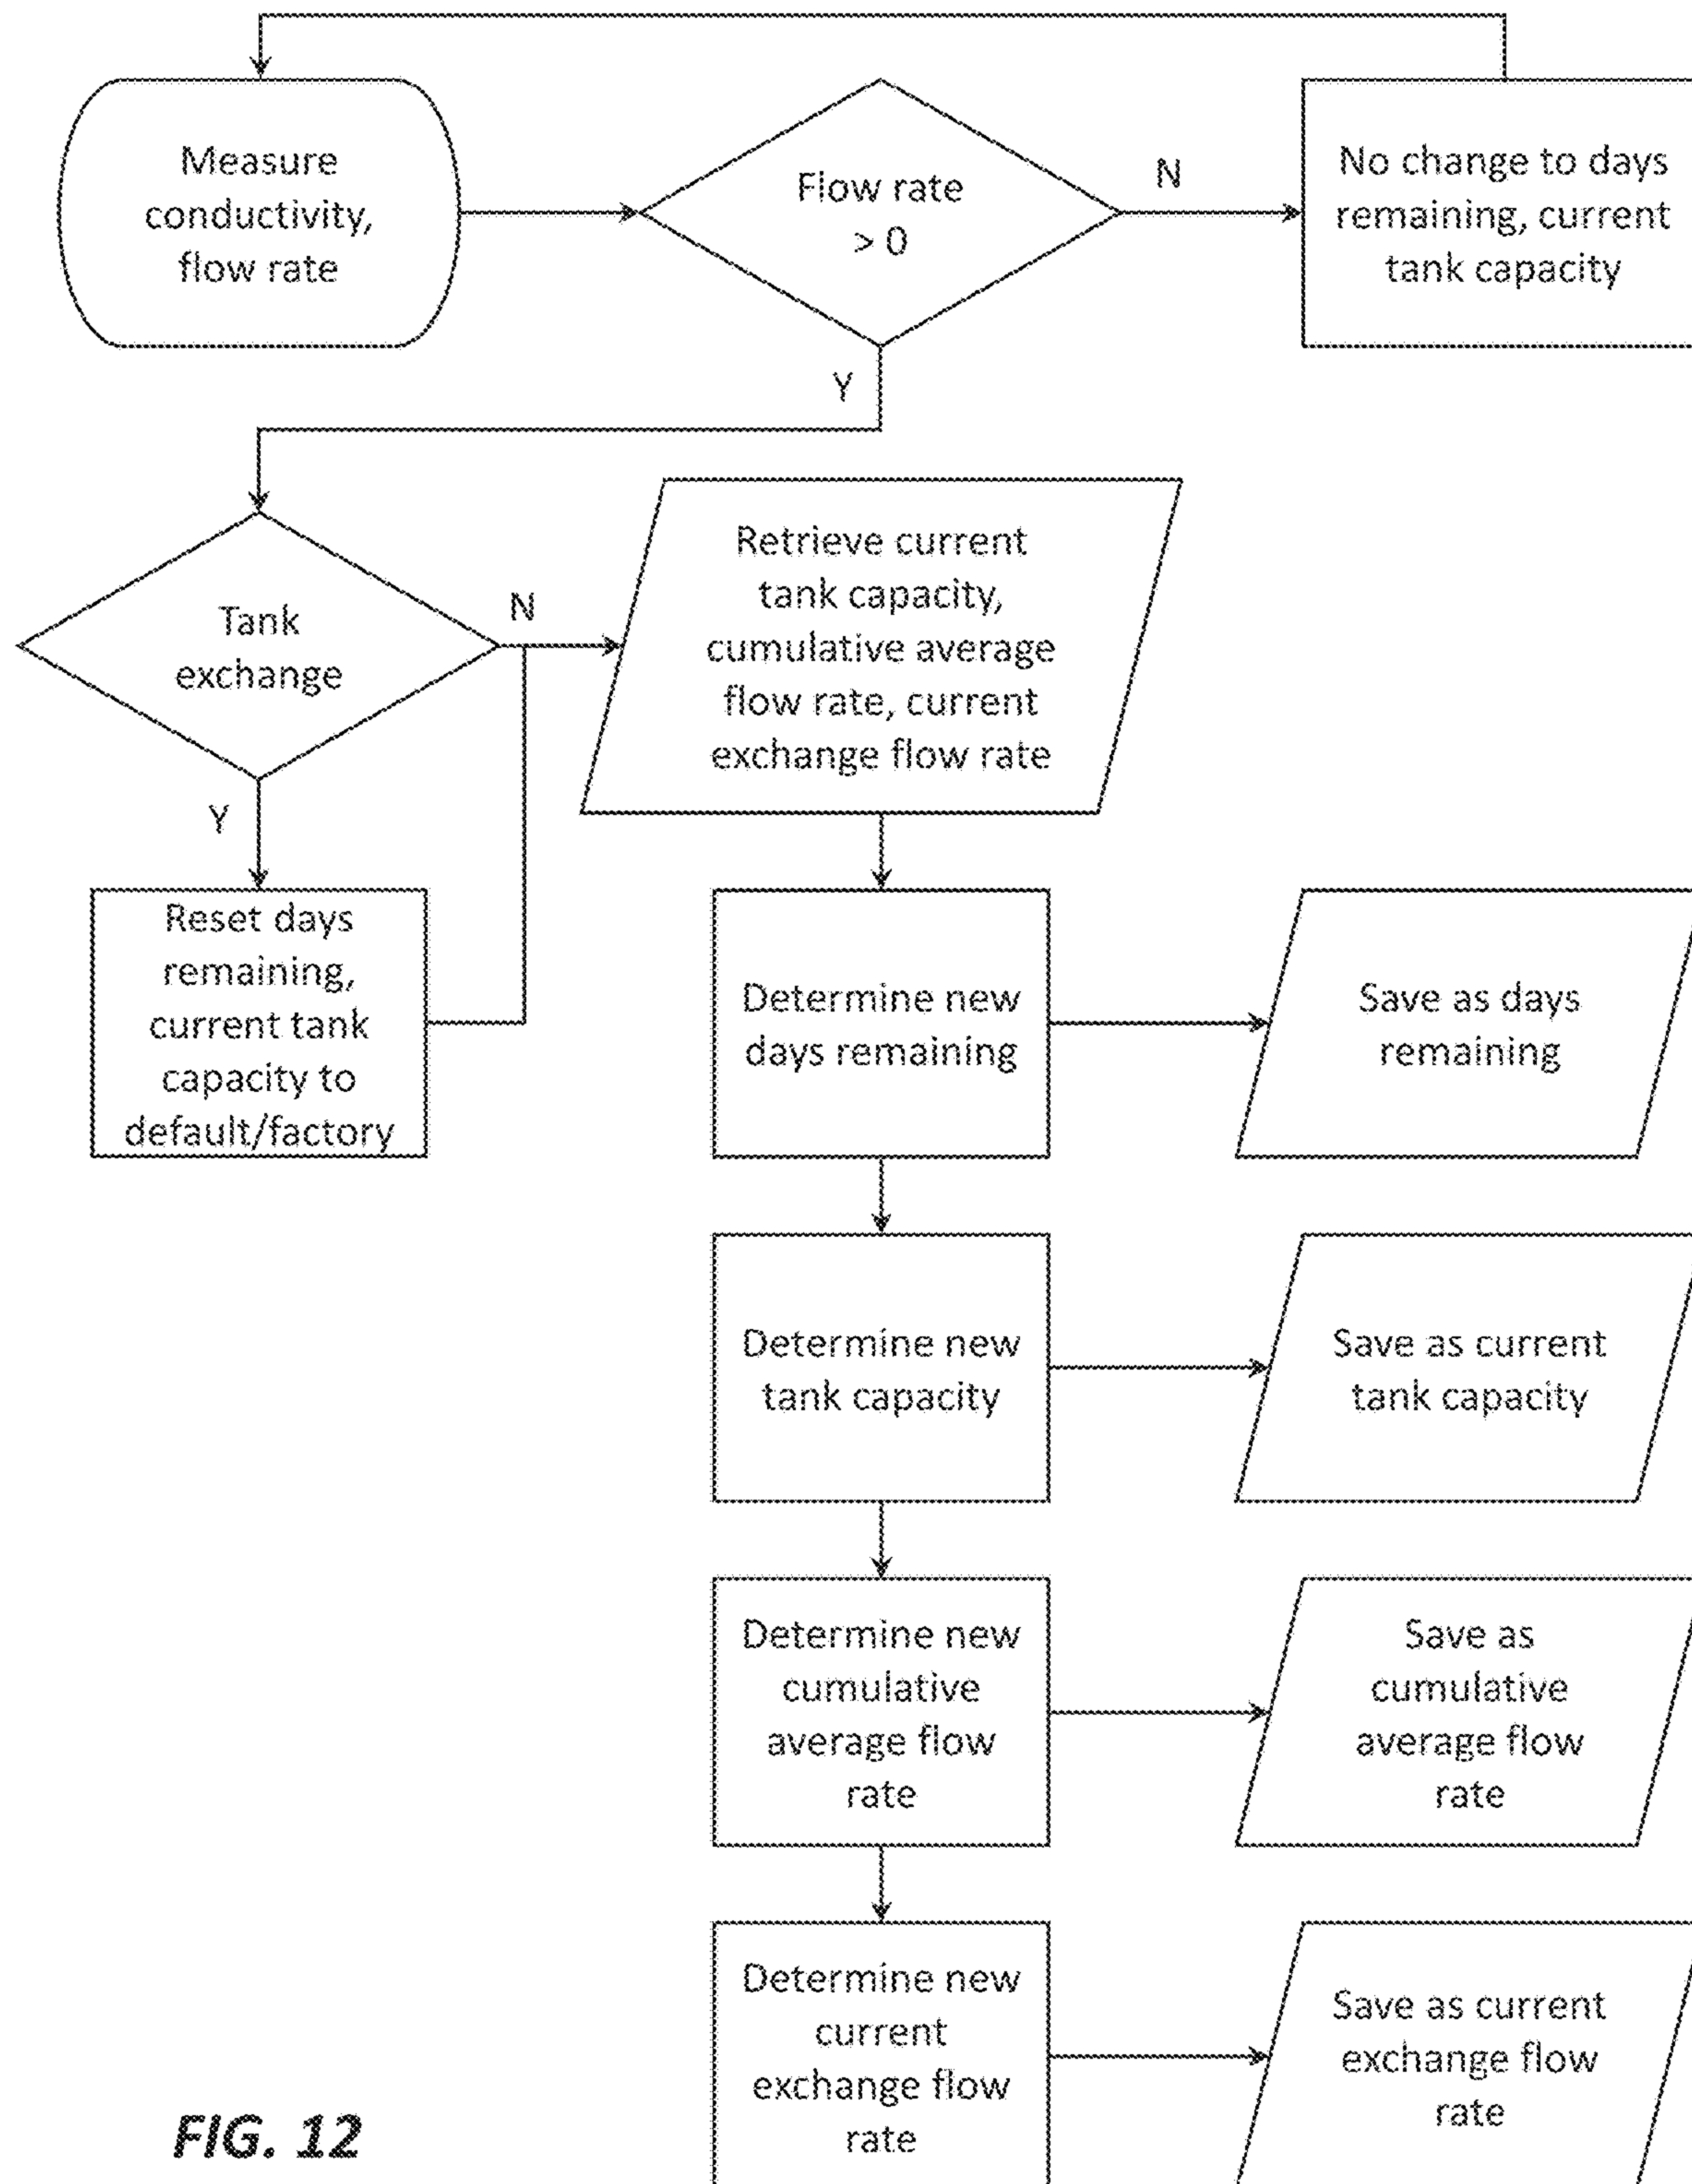 Measure
conductivity,
flow rate
Flow rate
> 0
N
No change to days
remaining, current
tank capacity
Y
Tank
exchange
N
Retrieve current
tank capacity,
cumulative average
flow rate, current
exchange flow rate
Y
Reset days
remaining,
current tank
capacity to
default/factory
Determine new
days remaining
Save as days
remaining
Determine new
tank capacity
Save as current
tank capacity
Determine new
cumulative
average flow
rate
Save as
cumulative
average flow
rate
Determine new
current
exchange flow
rate
Save as current
exchange flow
rate
FIG. 12